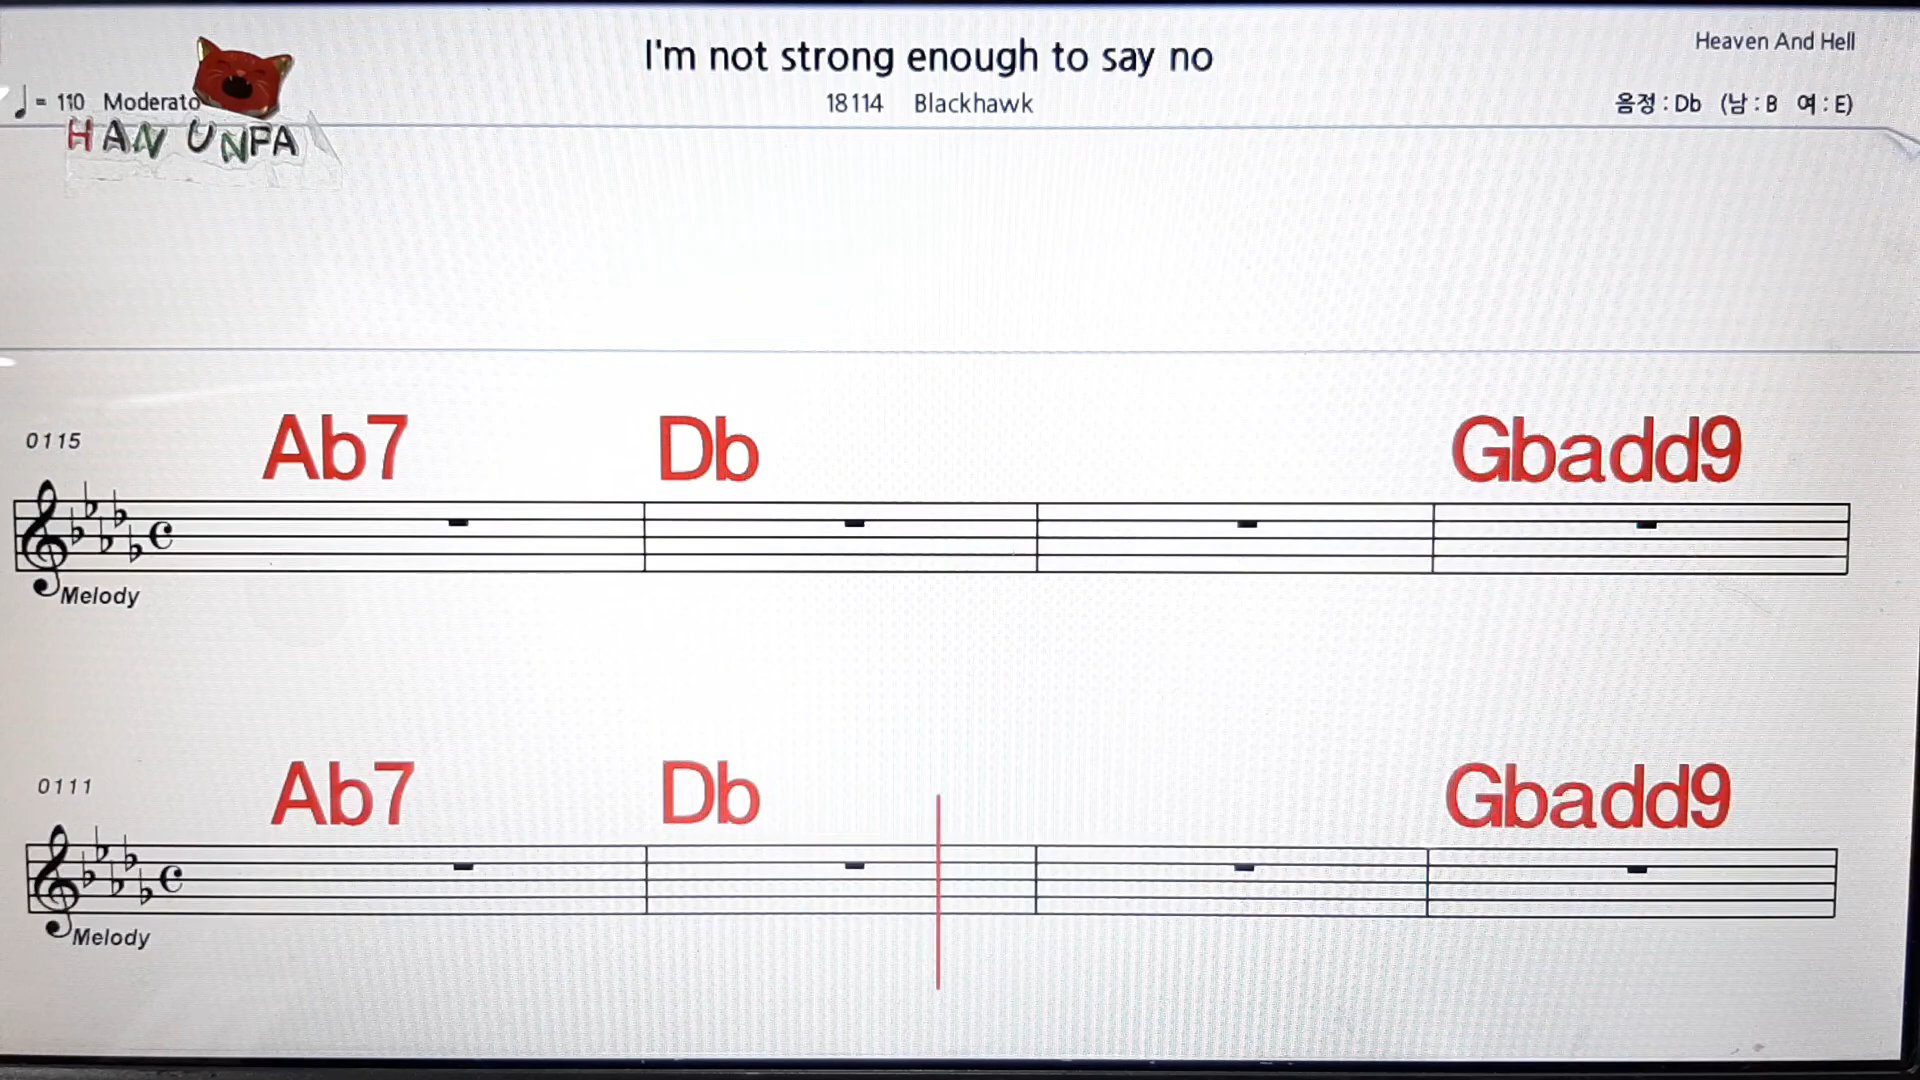 I'm not strong enough to say no
Heaven And Hell
♩ = 110 Moderato
18114 Blackhawk
음정 : Db (남 : B 여 : E)
HAN UNFA
0115
Ab7 Db Gbadd9
Melody
0111
Ab7 Db Gbadd9
Melody